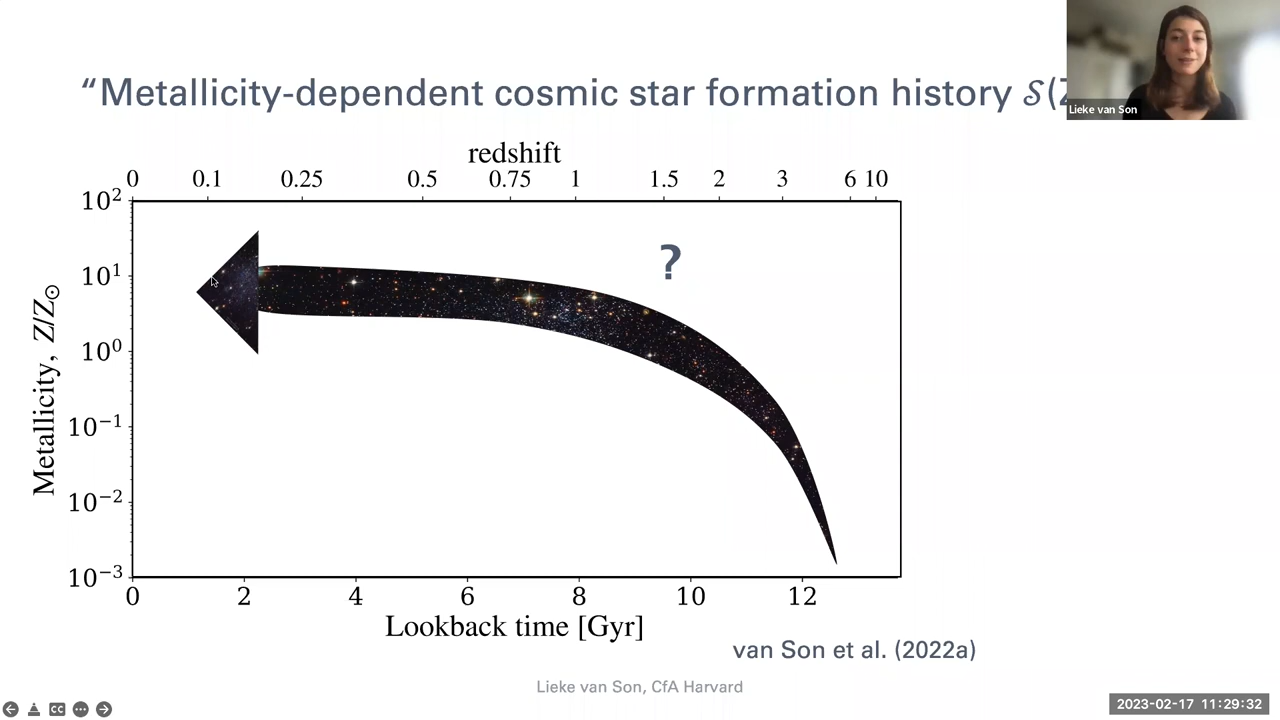 “Metallicity-dependent cosmic star formation history 𝒮(Z
Lieke van Son
redshift
0 0.1 0.25 0.5 0.75 1 1.5 2 3 6 10
10²
10¹
10⁰
10⁻¹
10⁻²
10⁻³
Metallicity, Z/Z☉
?
0 2 4 6 8 10 12
Lookback time [Gyr]
van Son et al. (2022a)
Lieke van Son, CfA Harvard
CC
2023-02-17 11:29:32